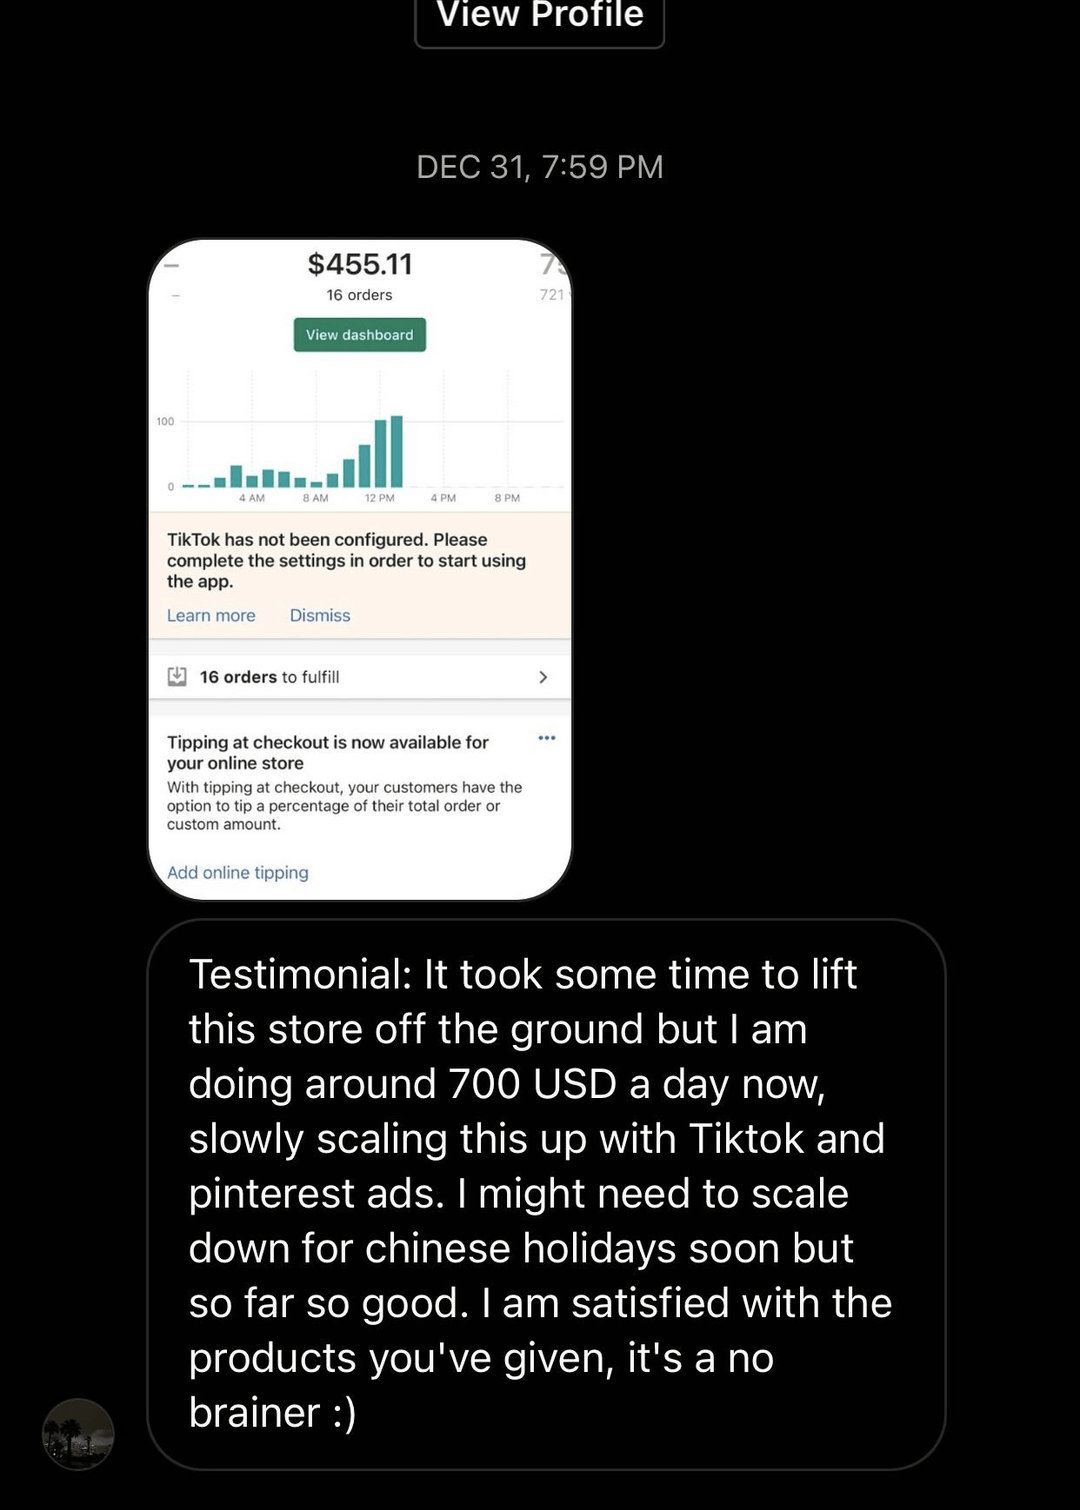 View Profile
DEC 31, 7:59 PM
$455.11
16 orders
721
View dashboard
100
0
4 AM 8 AM 12 PM 4 PM 8 PM
TikTok has not been configured. Please
complete the settings in order to start using
the app.
Learn more Dismiss
16 orders to fulfill
Tipping at checkout is now available for
your online store
With tipping at checkout, your customers have the
option to tip a percentage of their total order or
custom amount.
Add online tipping
Testimonial: It took some time to lift
this store off the ground but I am
doing around 700 USD a day now,
slowly scaling this up with Tiktok and
pinterest ads. I might need to scale
down for chinese holidays soon but
so far so good. I am satisfied with the
products you've given, it's a no
brainer :)